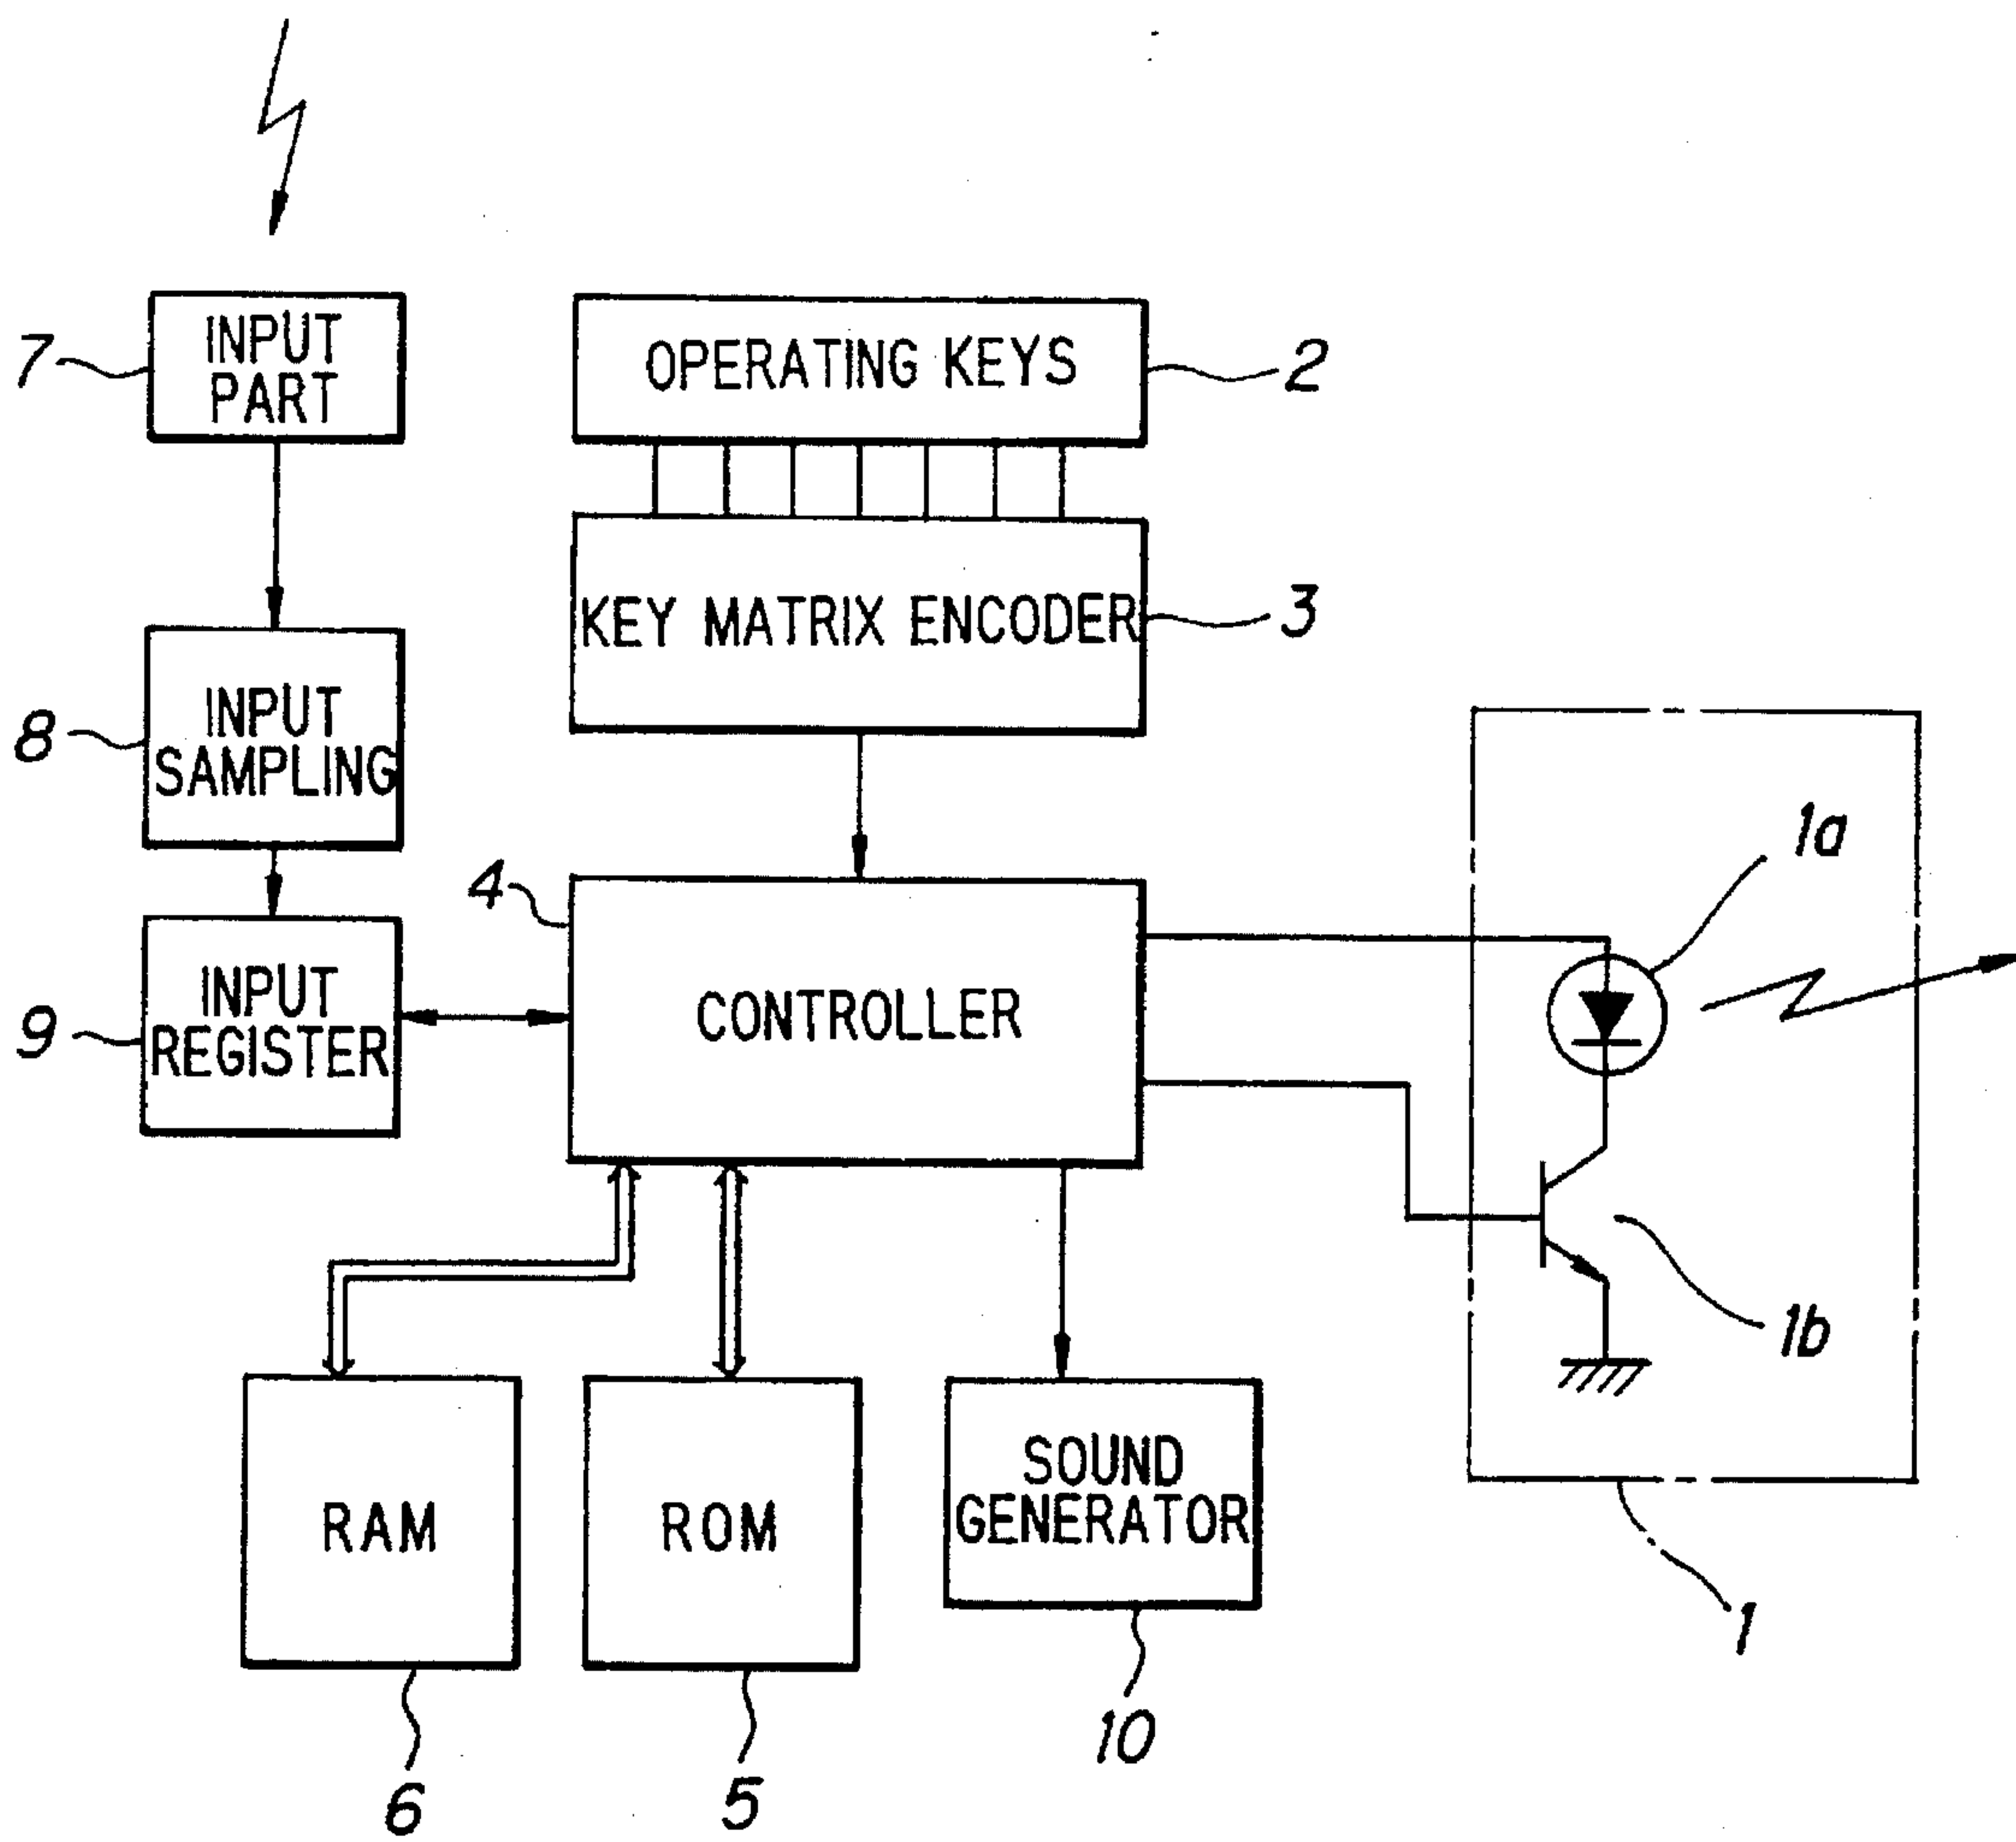 7
INPUT
PART
OPERATING KEYS
2
KEY MATRIX ENCODER
3
8
INPUT
SAMPLING
1a
4
9
INPUT
REGISTER
CONTROLLER
1b
RAM
ROM
SOUND
GENERATOR
1
10
6
5